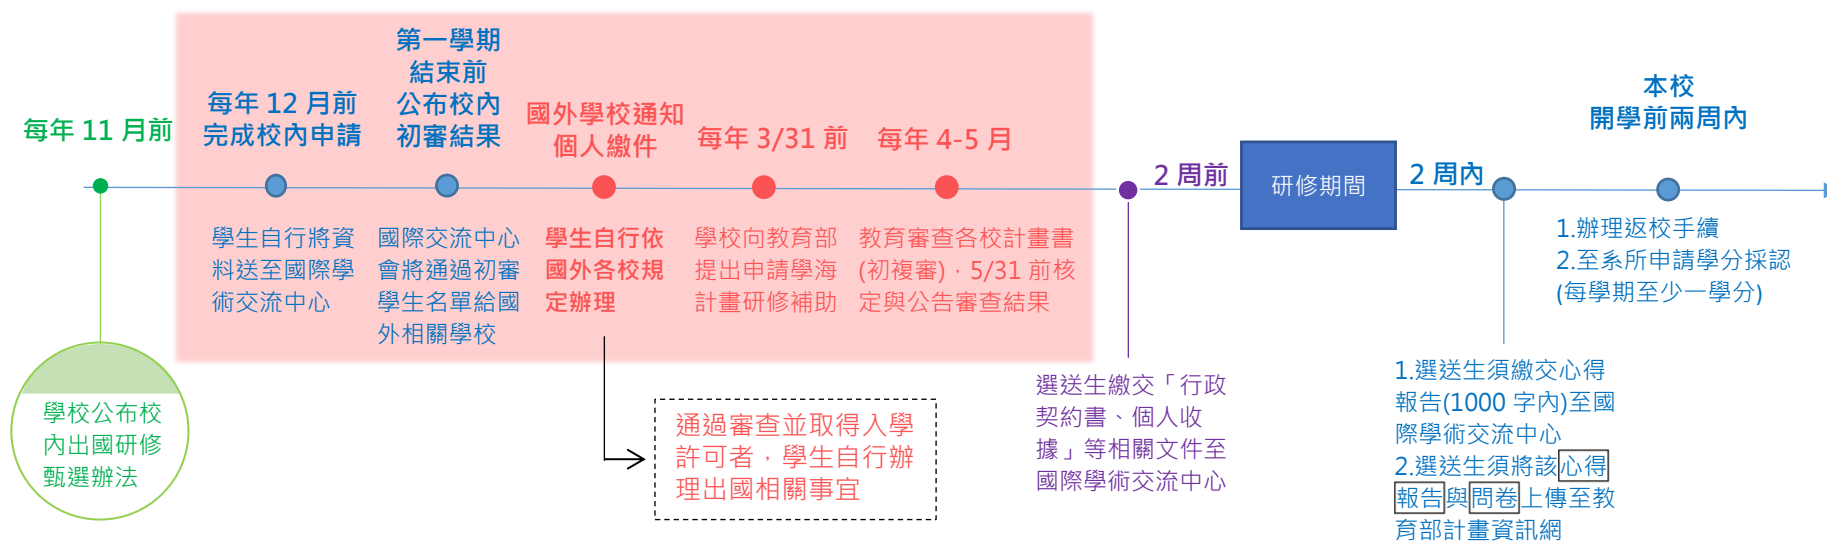 每年 11 月前
學校公布校
內出國研修
甄選辦法
每年 12 月前
完成校內申請
學生自行將資
料送至國際學
術交流中心
第一學期
結束前
公布校內
初審結果
國際交流中心
會將通過初審
學生名單給國
外相關學校
國外學校通知
個人繳件
學生自行依
國外各校規
定辦理
通過審查並取得入學
許可者，學生自行辦
理出國相關事宜
每年 3/31 前
學校向教育部
提出申請學海
計畫研修補助
每年 4-5 月
教育審查各校計畫書
(初複審)，5/31 前核
定與公告審查結果
2 周前
選送生繳交「行政
契約書、個人收
據」等相關文件至
國際學術交流中心
研修期間
2 周內
1.選送生須繳交心得
報告(1000 字內)至國
際學術交流中心
2.選送生須將該心得
報告與問卷上傳至教
育部計畫資訊網
本校
開學前兩周內
1.辦理返校手續
2.至系所申請學分採認
(每學期至少一學分)